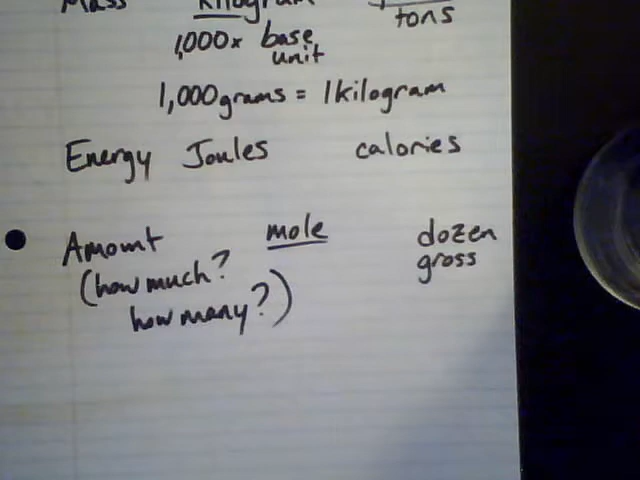 Mass kilogram
tons
1,000x base
unit
1,000 grams = 1 kilogram
Energy Joules calories
Amount mole dozen
gross
(how much?
how many?)